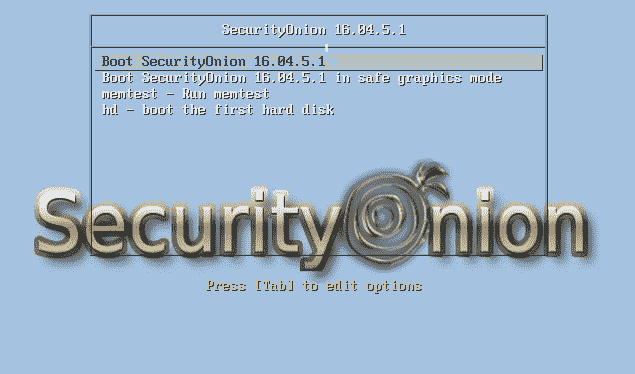 SecurityOnion 16.04.5.1
Boot SecurityOnion 16.04.5.1
Boot SecurityOnion 16.04.5.1 in safe graphics mode
memtest - Run memtest
hd - boot the first hard disk
SecurityOnion
Press [Tab] to edit options